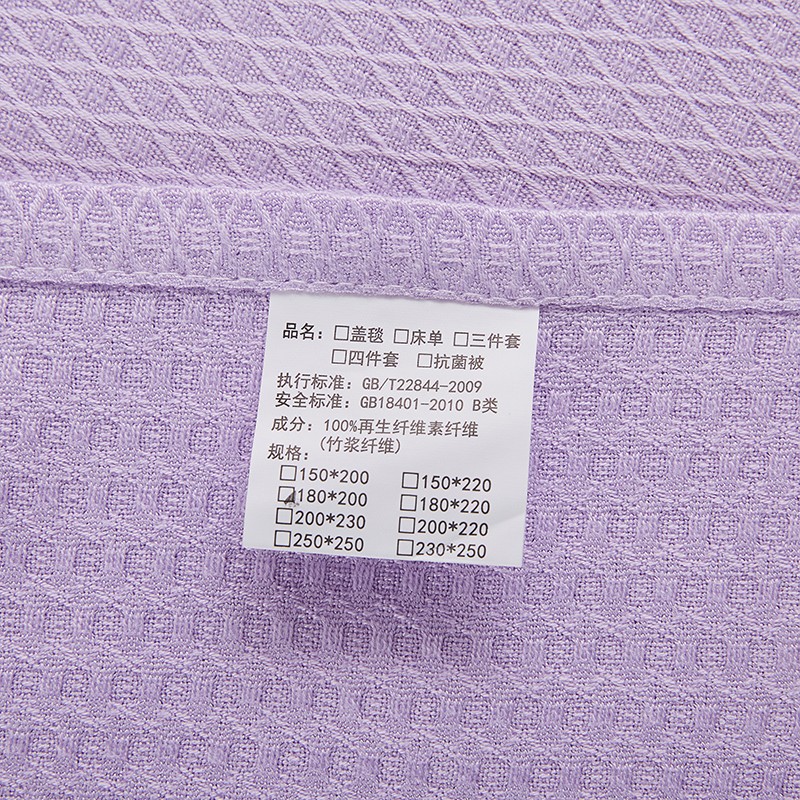 品名：□盖毯 □床单 □三件套
□四件套 □抗菌被
执行标准：GB/T22844-2009
安全标准：GB18401-2010 B类
成分：100%再生纤维素纤维
(竹浆纤维)
规格：
□150*200 □150*220
□180*200 □180*220
□200*230 □200*220
□250*250 □230*250